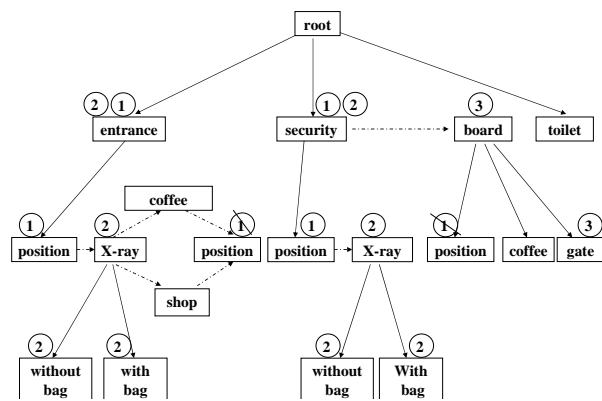 root
2 1 1 2 3
entrance security board toilet
coffee
1 2 1 1 2 1 3
position X-ray position position X-ray position coffee gate
shop
2 2 2 2
without bag
with bag
without bag
With bag